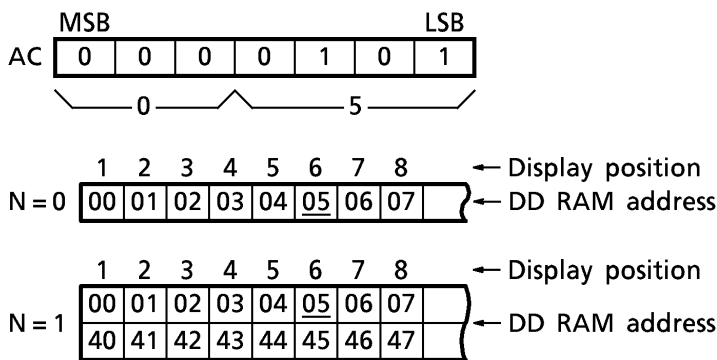 MSB LSB
AC 0 0 0 0 1 0 1
0 5
1 2 3 4 5 6 7 8 ← Display position
N = 0 00 01 02 03 04 05 06 07 ← DD RAM address
1 2 3 4 5 6 7 8 ← Display position
00 01 02 03 04 05 06 07
N = 1 ← DD RAM address
40 41 42 43 44 45 46 47